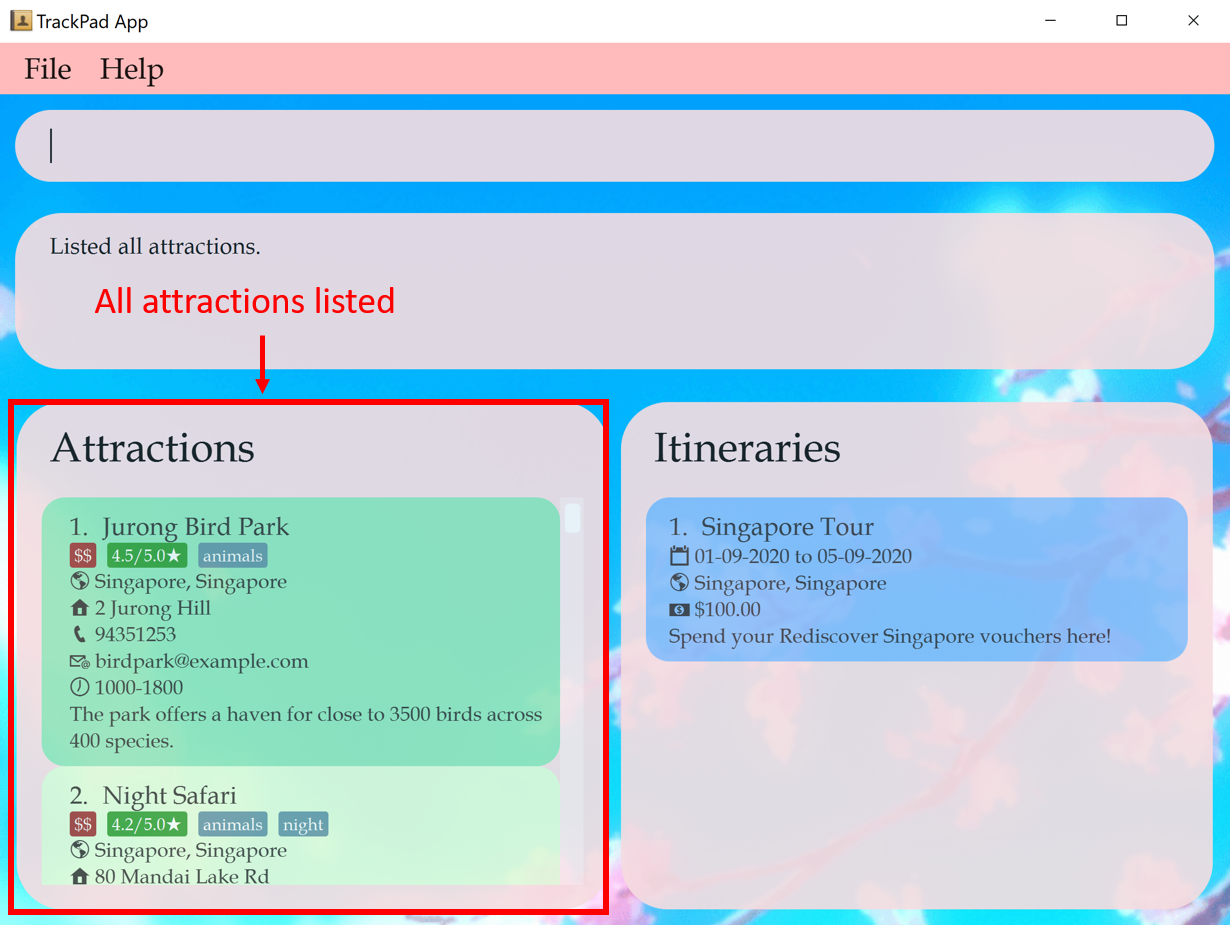 TrackPad App
File Help
Listed all attractions.
All attractions listed
Attractions
1. Jurong Bird Park
$$ 4.5/5.0★ animals
Singapore, Singapore
2 Jurong Hill
94351253
birdpark@example.com
1000-1800
The park offers a haven for close to 3500 birds across
400 species.
2. Night Safari
$$ 4.2/5.0★ animals night
Singapore, Singapore
80 Mandai Lake Rd
Itineraries
1. Singapore Tour
01-09-2020 to 05-09-2020
Singapore, Singapore
$100.00
Spend your Rediscover Singapore vouchers here!